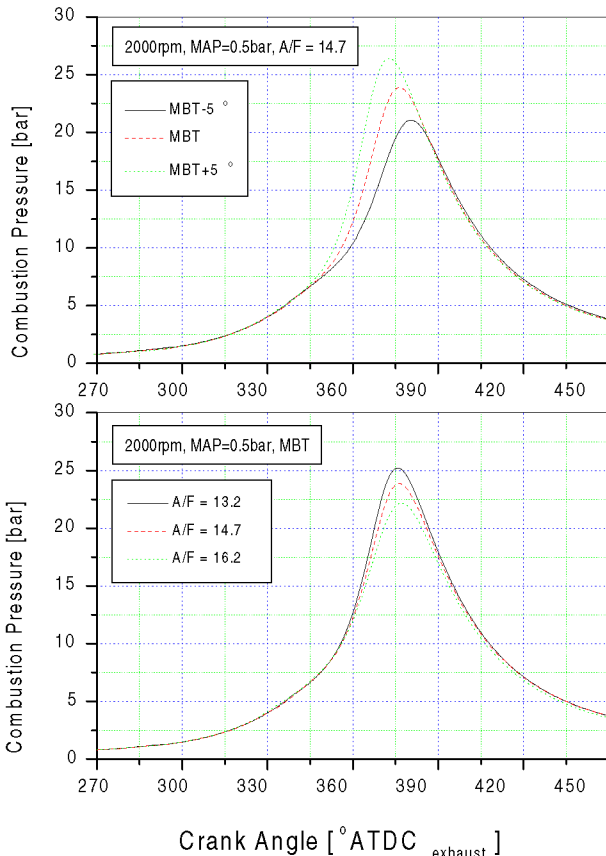 30
2000rpm, MAP=0.5bar, A/F = 14.7
25
MBT-5 °
MBT
MBT+5 °
20
15
10
5
0
Combustion Pressure [bar]
270 300 330 360 390 420 450
30
2000rpm, MAP=0.5bar, MBT
25
A/F = 13.2
A/F = 14.7
A/F = 16.2
20
15
10
5
0
Combustion Pressure [bar]
270 300 330 360 390 420 450
Crank Angle [ °ATDC exhaust ]